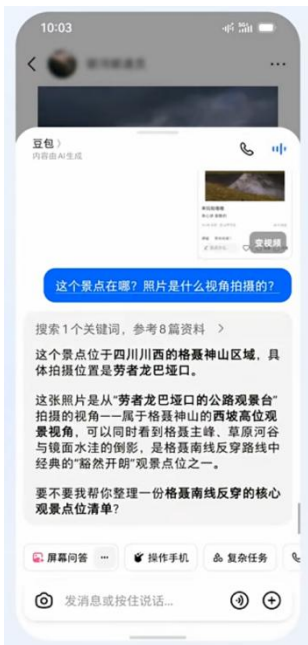 10:03
豆包
内容由AI生成
变视频
这个景点在哪？照片是什么视角拍摄的？
搜索1个关键词，参考8篇资料
这个景点位于四川川西的格聂神山区域，具
体拍摄位置是劳者龙巴垭口。
这张照片是从“劳者龙巴垭口的公路观景台”
拍摄的视角——属于格聂神山的西坡高位观
景视角，可以同时看到格聂主峰、草原河谷
与镜面水洼的倒影，是格聂南线反穿路线中
经典的“豁然开朗”观景点位之一。
要不要我帮你整理一份格聂南线反穿的核心
观景点位清单？
屏幕问答 ··· 操作手机 复杂任务
发消息或按住说话...